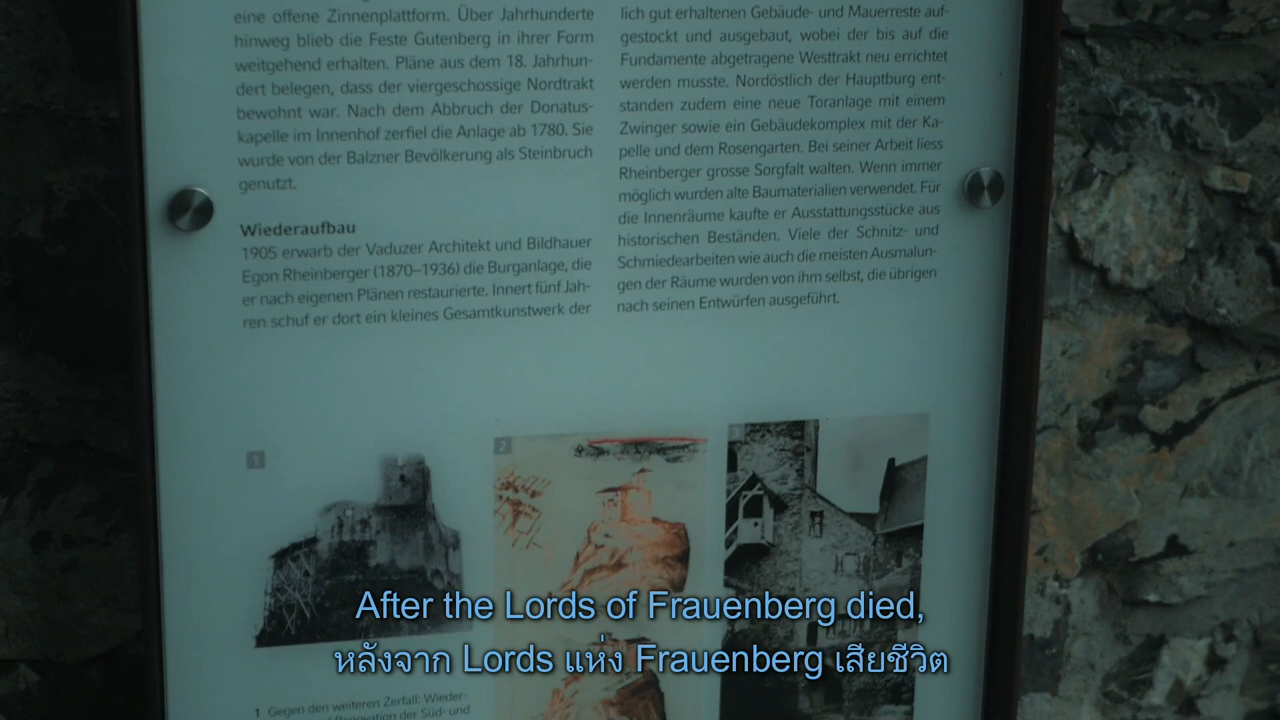 eine offene Zinnenplattform. Über Jahrhunderte
hinweg blieb die Feste Gutenberg in ihrer Form
weitgehend erhalten. Pläne aus dem 18. Jahrhun-
dert belegen, dass der viergeschossige Nordtrakt
bewohnt war. Nach dem Abbruch der Donatus-
kapelle im Innenhof zerfiel die Anlage ab 1780. Sie
wurde von der Balzner Bevölkerung als Steinbruch
genutzt.
Wiederaufbau
1905 erwarb der Vaduzer Architekt und Bildhauer
Egon Rheinberger (1870–1936) die Burganlage, die
er nach eigenen Plänen restaurierte. Innert fünf Jah-
ren schuf er dort ein kleines Gesamtkunstwerk der
lich gut erhaltenen Gebäude- und Mauerreste auf-
gestockt und ausgebaut, wobei der bis auf die
Fundamente abgetragene Westtrakt neu errichtet
werden musste. Nordöstlich der Hauptburg ent-
standen zudem eine neue Toranlage mit einem
Zwinger sowie ein Gebäudekomplex mit der Ka-
pelle und dem Rosengarten. Bei seiner Arbeit liess
Rheinberger grosse Sorgfalt walten. Wenn immer
möglich wurden alte Baumaterialien verwendet. Für
die Innenräume kaufte er Ausstattungsstücke aus
historischen Beständen. Viele der Schnitz- und
Schmiedearbeiten wie auch die meisten Ausmalun-
gen der Räume wurden von ihm selbst, die übrigen
nach seinen Entwürfen ausgeführt.
1
2
3
After the Lords of Frauenberg died,
หลังจาก Lords แห่ง Frauenberg เสียชีวิต
1 Gegen den weiteren Zerfall: Wieder-
der Süd- und